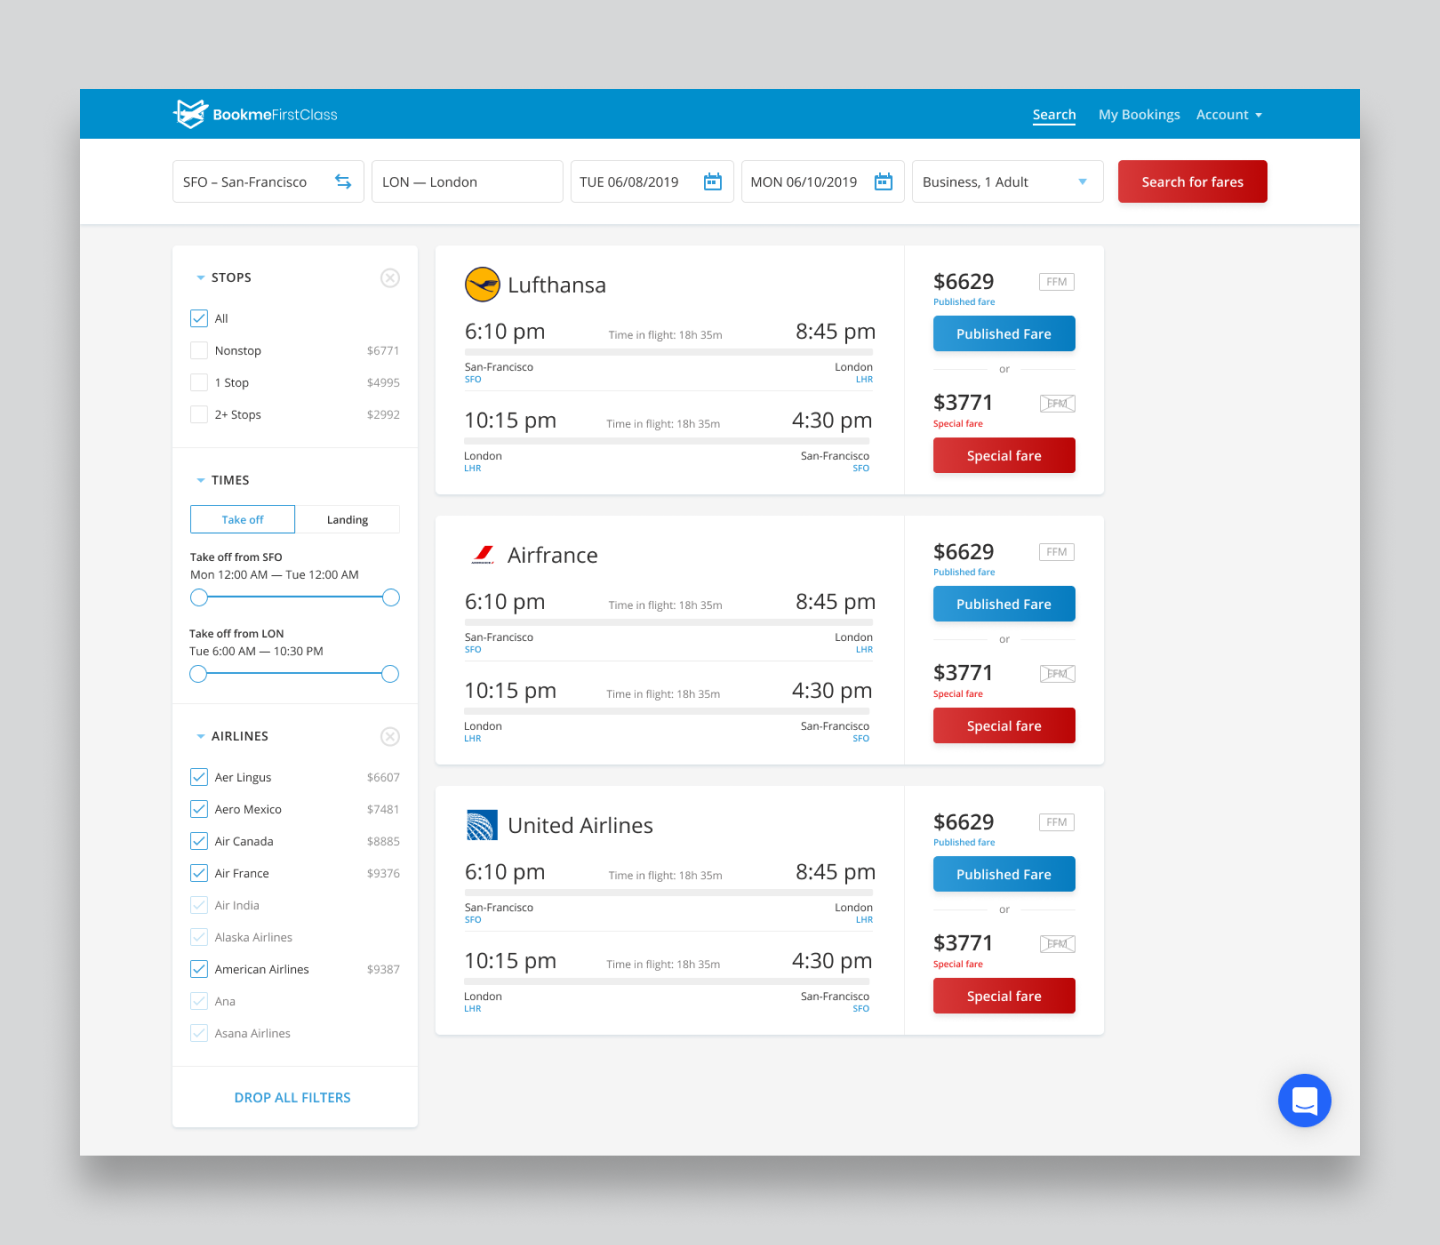 BookmeFirstClass
Search My Bookings Account
SFO – San-Francisco LON — London TUE 06/08/2019 MON 06/10/2019 Business, 1 Adult Search for fares
STOPS
All
Nonstop $6771
1 Stop $4995
2+ Stops $2992
TIMES
Take off Landing
Take off from SFO
Mon 12:00 AM — Tue 12:00 AM
Take off from LON
Tue 6:00 AM — 10:30 PM
AIRLINES
Aer Lingus $6607
Aero Mexico $7481
Air Canada $8885
Air France $9376
Air India
Alaska Airlines
American Airlines $9387
Ana
Asana Airlines
DROP ALL FILTERS
Lufthansa
6:10 pm Time in flight: 18h 35m 8:45 pm
San-Francisco London
SFO LHR
10:15 pm Time in flight: 18h 35m 4:30 pm
London San-Francisco
LHR SFO
$6629 FFM
Published fare
Published Fare
or
$3771 FFM
Special fare
Special fare
Airfrance
6:10 pm Time in flight: 18h 35m 8:45 pm
San-Francisco London
SFO LHR
10:15 pm Time in flight: 18h 35m 4:30 pm
London San-Francisco
LHR SFO
$6629 FFM
Published fare
Published Fare
or
$3771 FFM
Special fare
Special fare
United Airlines
6:10 pm Time in flight: 18h 35m 8:45 pm
San-Francisco London
SFO LHR
10:15 pm Time in flight: 18h 35m 4:30 pm
London San-Francisco
LHR SFO
$6629 FFM
Published fare
Published Fare
or
$3771 FFM
Special fare
Special fare